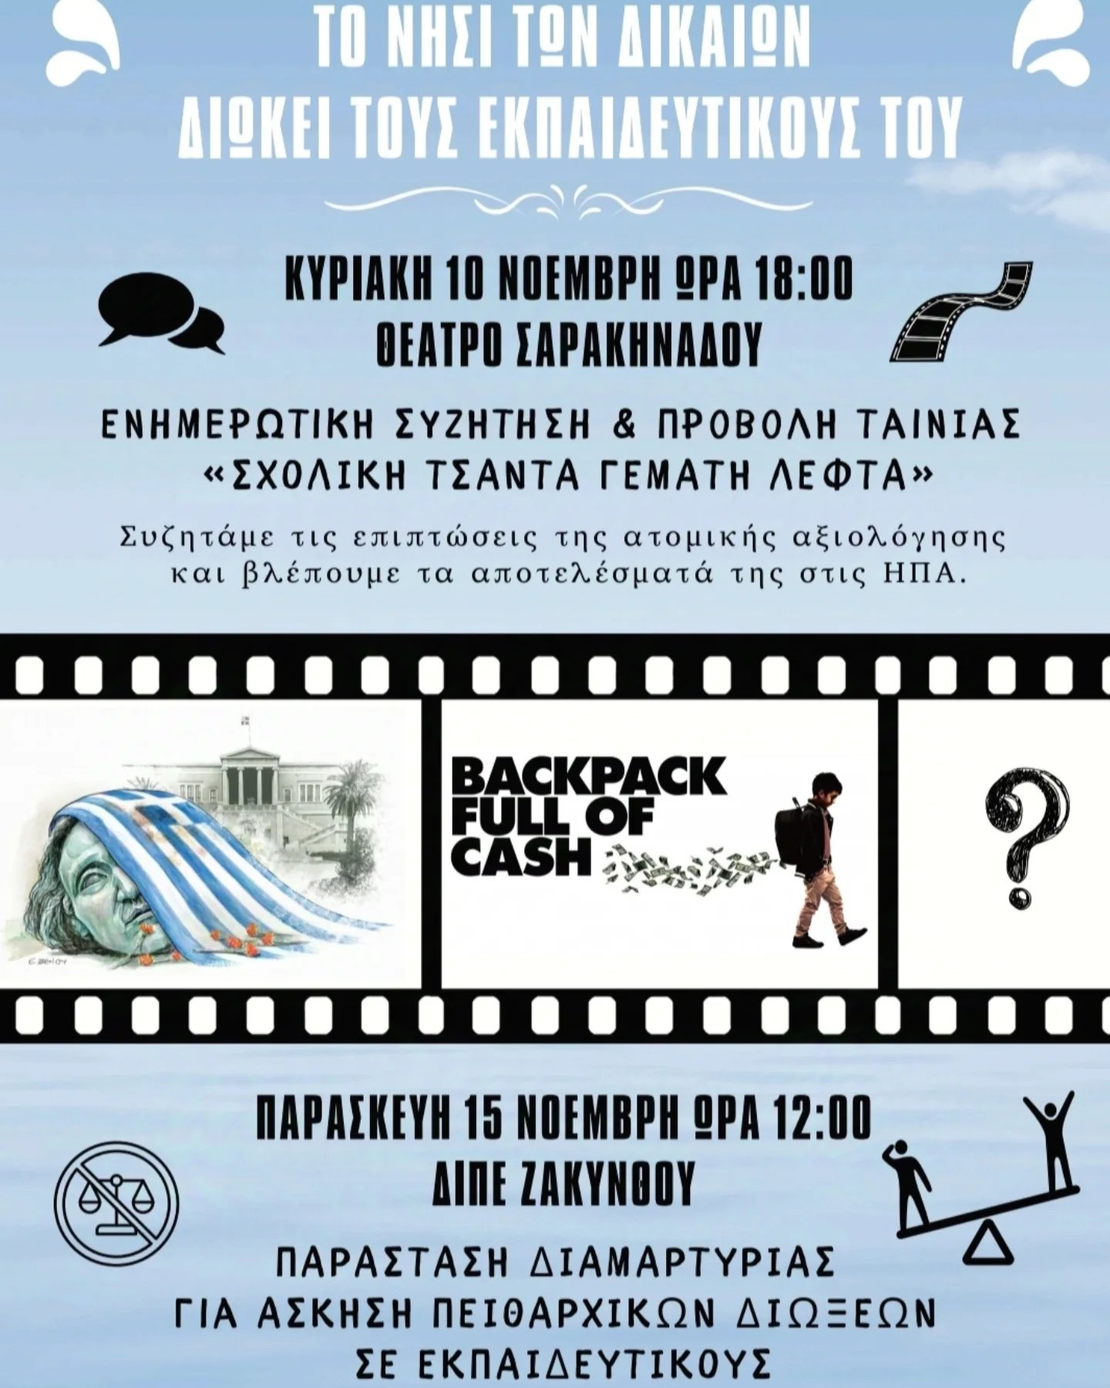 ΤΟ ΝΗΣΙ ΤΩΝ ΔΙΚΑΙΩΝ
ΔΙΩΚΕΙ ΤΟΥΣ ΕΚΠΑΙΔΕΥΤΙΚΟΥΣ ΤΟΥ
ΚΥΡΙΑΚΗ 10 ΝΟΕΜΒΡΗ ΩΡΑ 18:00
ΘΕΑΤΡΟ ΣΑΡΑΚΗΝΑΔΟΥ
ΕΝΗΜΕΡΩΤΙΚΗ ΣΥΖΗΤΗΣΗ & ΠΡΟΒΟΛΗ ΤΑΙΝΙΑΣ
«ΣΧΟΛΙΚΗ ΤΣΑΝΤΑ ΓΕΜΑΤΗ ΛΕΦΤΑ»
Συζητάμε τις επιπτώσεις της ατομικής αξιολόγησης
και βλέπουμε τα αποτελέσματά της στις ΗΠΑ.
BACKPACK
FULL OF
CASH
?
ΠΑΡΑΣΚΕΥΗ 15 ΝΟΕΜΒΡΗ ΩΡΑ 12:00
ΔΙΠΕ ΖΑΚΥΝΘΟΥ
ΠΑΡΑΣΤΑΣΗ ΔΙΑΜΑΡΤΥΡΙΑΣ
ΓΙΑ ΑΣΚΗΣΗ ΠΕΙΘΑΡΧΙΚΩΝ ΔΙΩΞΕΩΝ
ΣΕ ΕΚΠΑΙΔΕΥΤΙΚΟΥΣ